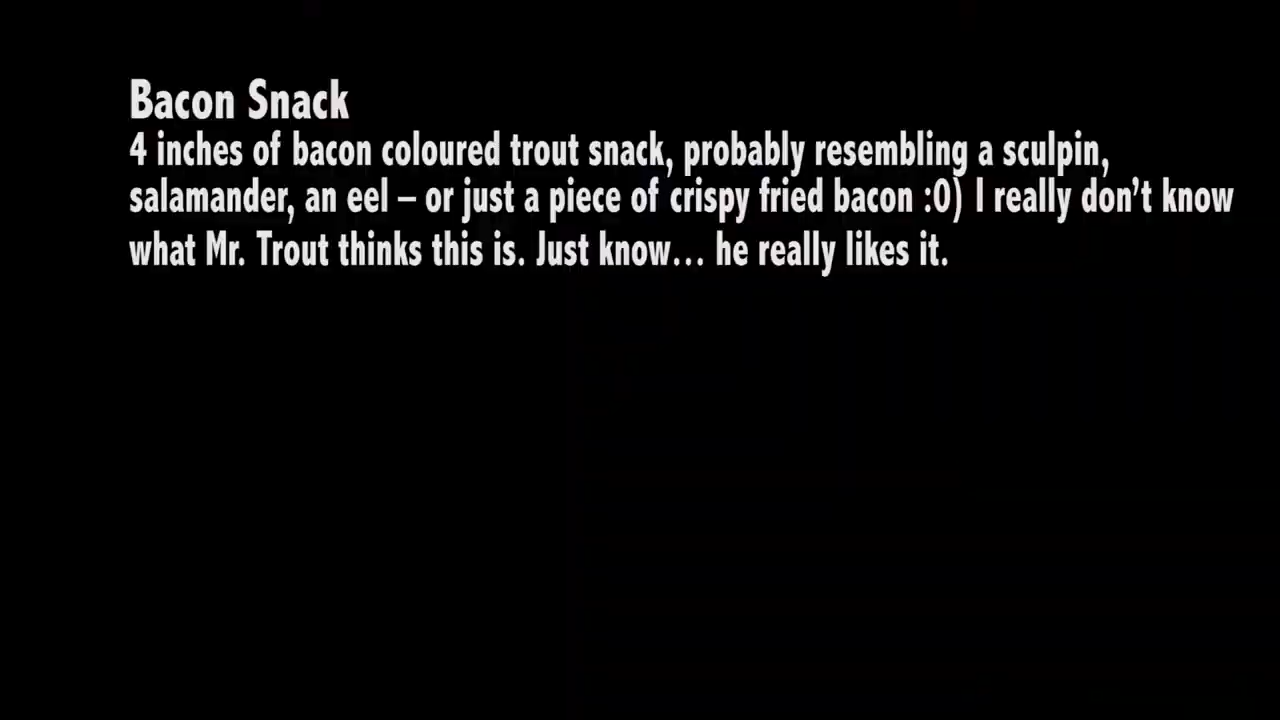 Bacon Snack
4 inches of bacon coloured trout snack, probably resembling a sculpin,
salamander, an eel – or just a piece of crispy fried bacon :0) I really don’t know
what Mr. Trout thinks this is. Just know... he really likes it.